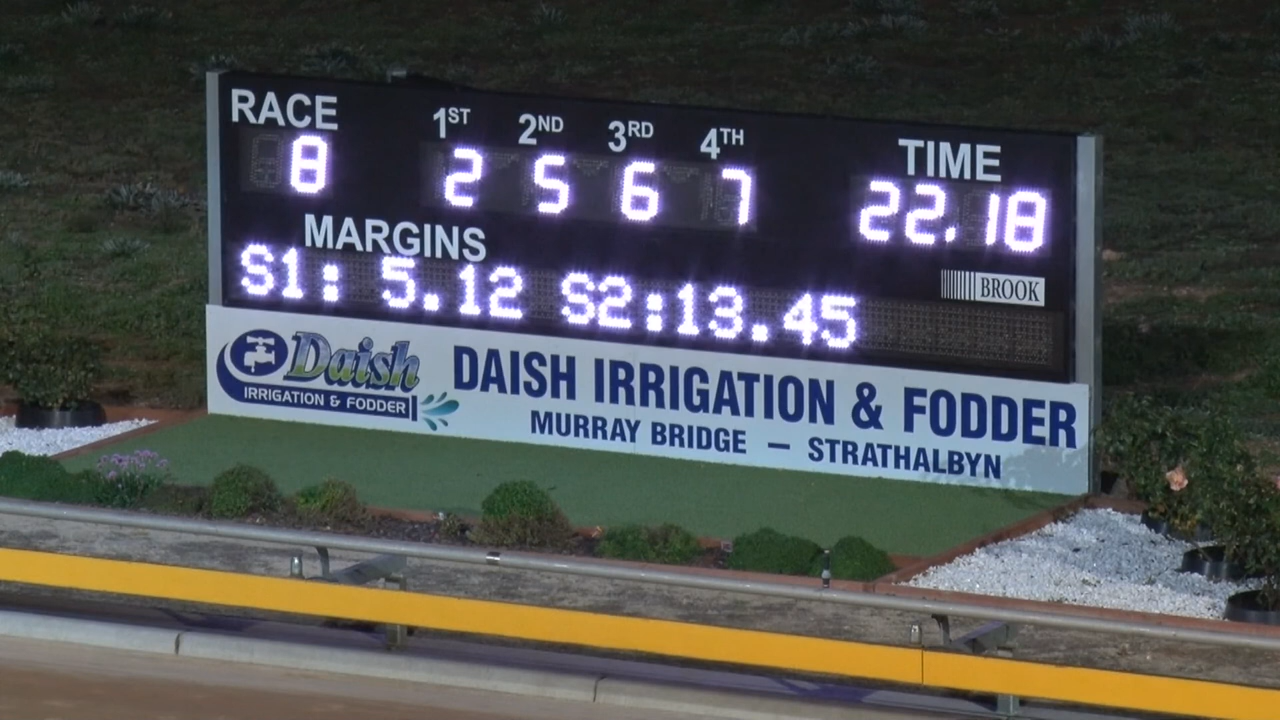 RACE 1ST 2ND 3RD 4TH TIME
8 2 5 6 7 22.18
MARGINS
S1: 5.12 S2:13.45
BROOK
Daish
IRRIGATION & FODDER
DAISH IRRIGATION & FODDER
MURRAY BRIDGE – STRATHALBYN